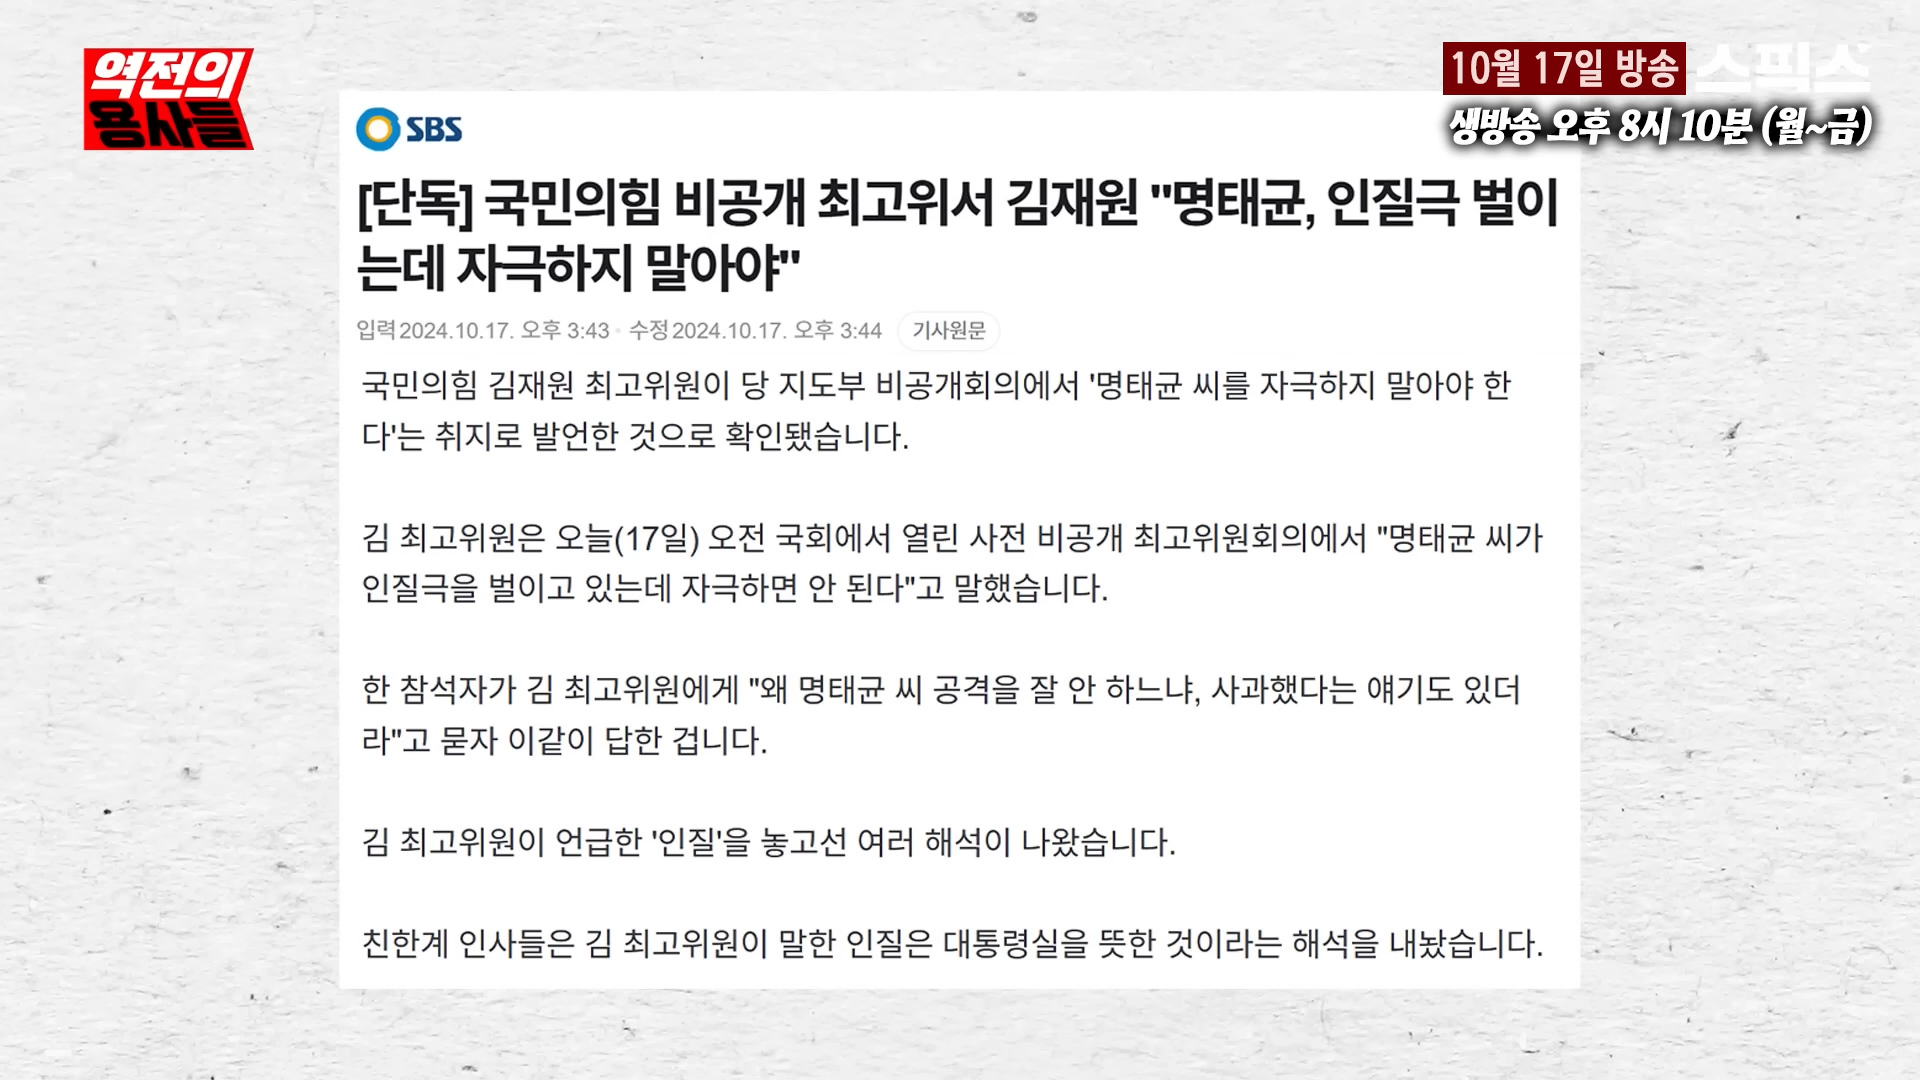 역전의
용사들
10월 17일 방송 스픽스
생방송 오후 8시 10분 (월~금)
SBS
[단독] 국민의힘 비공개 최고위서 김재원 "명태균, 인질극 벌이
는데 자극하지 말아야"
입력 2024.10.17. 오후 3:43 · 수정 2024.10.17. 오후 3:44 기사원문
국민의힘 김재원 최고위원이 당 지도부 비공개회의에서 '명태균 씨를 자극하지 말아야 한
다'는 취지로 발언한 것으로 확인됐습니다.
김 최고위원은 오늘(17일) 오전 국회에서 열린 사전 비공개 최고위원회의에서 "명태균 씨가
인질극을 벌이고 있는데 자극하면 안 된다"고 말했습니다.
한 참석자가 김 최고위원에게 "왜 명태균 씨 공격을 잘 안 하느냐, 사과했다는 얘기도 있더
라"고 묻자 이같이 답한 겁니다.
김 최고위원이 언급한 '인질'을 놓고선 여러 해석이 나왔습니다.
친한계 인사들은 김 최고위원이 말한 인질은 대통령실을 뜻한 것이라는 해석을 내놨습니다.